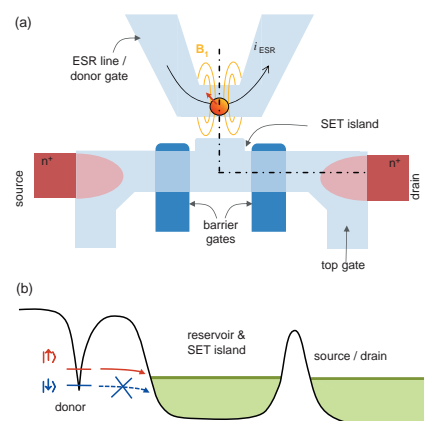 (a)
ESR line /
donor gate
B₁
i ESR
SET island
n⁺
n⁺
source
drain
barrier
gates
top gate
(b)
reservoir &
SET island
source / drain
|↑⟩
|↓⟩
donor